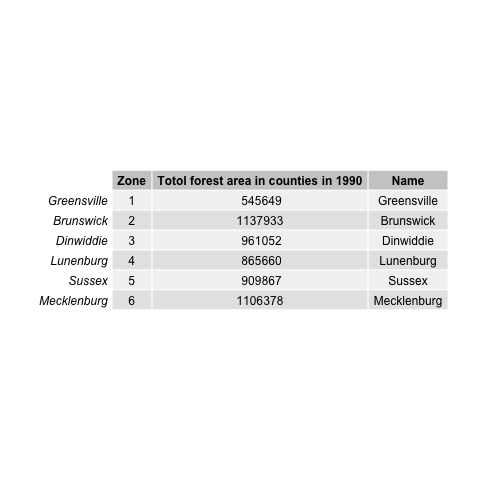 Zone Totol forest area in counties in 1990 Name
Greensville 1 545649 Greensville
Brunswick 2 1137933 Brunswick
Dinwiddie 3 961052 Dinwiddie
Lunenburg 4 865660 Lunenburg
Sussex 5 909867 Sussex
Mecklenburg 6 1106378 Mecklenburg